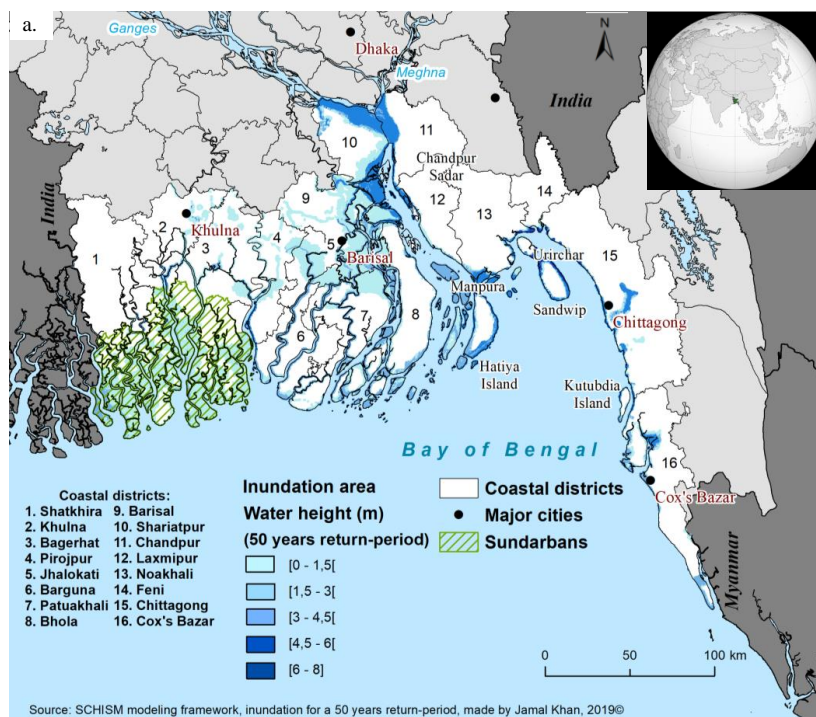 a.
Ganges
Dhaka
Meghna
N
India
10
11
Chandpur
Sadar
9
12
13
14
India
2
Khulna
3
4
5
Barisal
1
15
Urirchar
Manpura
Sandwip
Chittagong
6
7
8
Hatiya
Island
Kutubdia
Island
Bay of Bengal
16
Cox's Bazar
Myanmar
Coastal districts:
1. Shatkhira 9. Barisal
2. Khulna 10. Shariatpur
3. Bagerhat 11. Chandpur
4. Pirojpur 12. Laxmipur
5. Jhalokati 13. Noakhali
6. Barguna 14. Feni
7. Patuakhali 15. Chittagong
8. Bhola 16. Cox's Bazar
Inundation area
Water height (m)
(50 years return-period)
[0 - 1,5[
[1,5 - 3[
[3 - 4,5[
[4,5 - 6[
[6 - 8]
Coastal districts
Major cities
Sundarbans
0 50 100 km
Source: SCHISM modeling framework, inundation for a 50 years return-period, made by Jamal Khan, 2019©